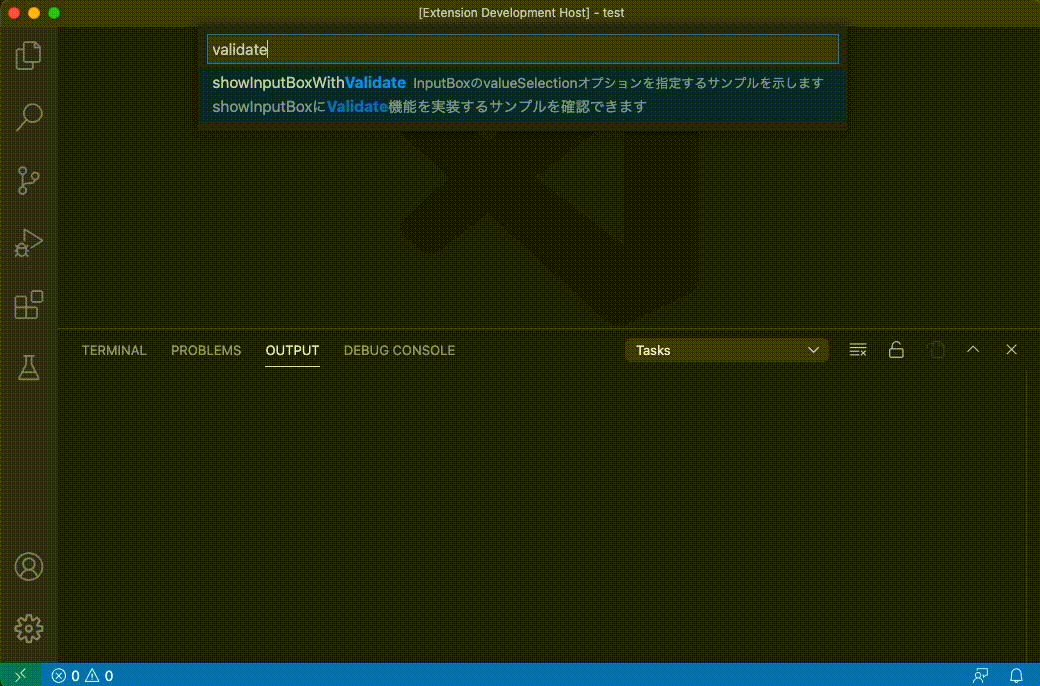 [Extension Development Host] - test
validate
showInputBoxWithValidate InputBoxのvalueSelectionオプションを指定するサンプルを示します
showInputBoxにValidate機能を実装するサンプルを確認できます
TERMINAL PROBLEMS OUTPUT DEBUG CONSOLE Tasks
0 0